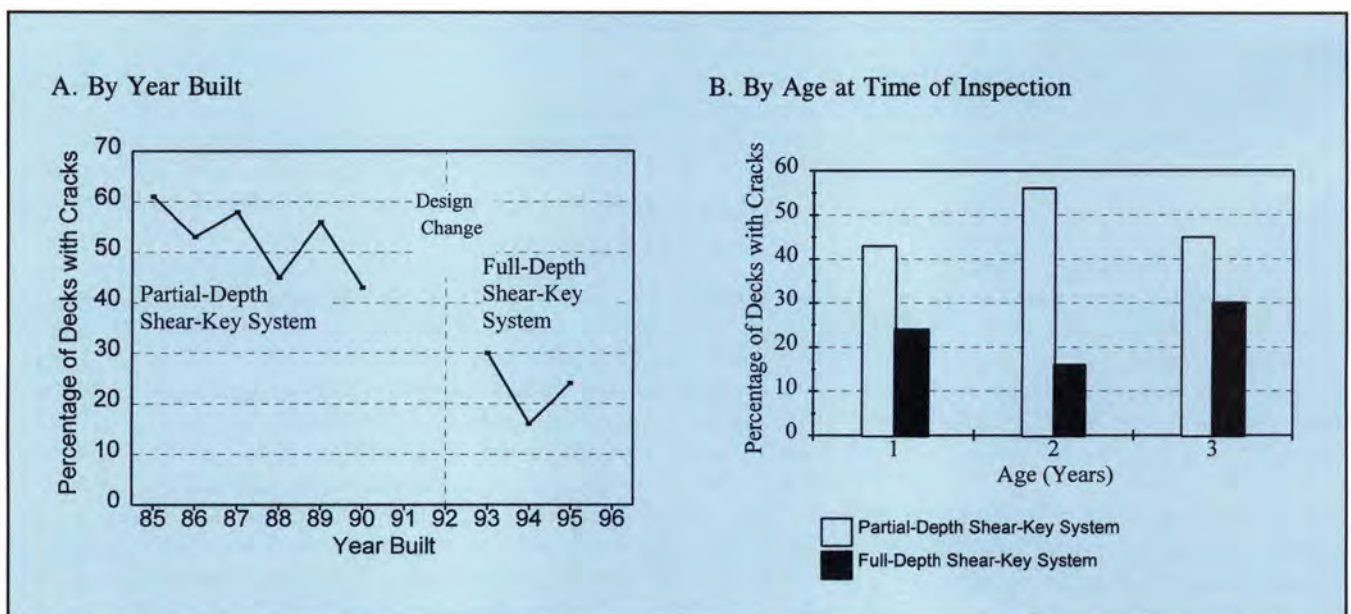 A. By Year Built
Percentage of Decks with Cracks
70
60
50
40
30
20
10
0
Design
Change
Partial-Depth
Shear-Key System
Full-Depth
Shear-Key
System
85 86 87 88 89 90 91 92 93 94 95 96
Year Built
B. By Age at Time of Inspection
Percentage of Decks with Cracks
60
50
40
30
20
10
0
1 2 3
Age (Years)
Partial-Depth Shear-Key System
Full-Depth Shear-Key System